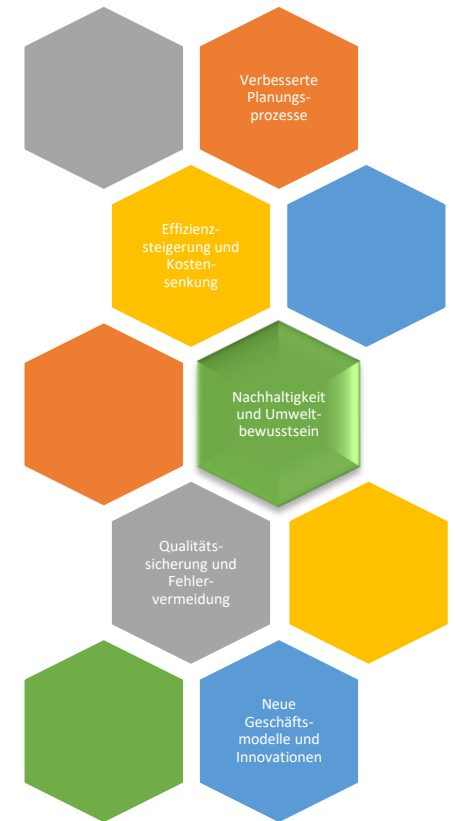 Verbesserte
Planungs-
prozesse
Effizienz-
steigerung und
Kosten-
senkung
Nachhaltigkeit
und Umwelt-
bewusstsein
Qualitäts-
sicherung und
Fehler-
vermeidung
Neue
Geschäfts-
modelle und
Innovationen